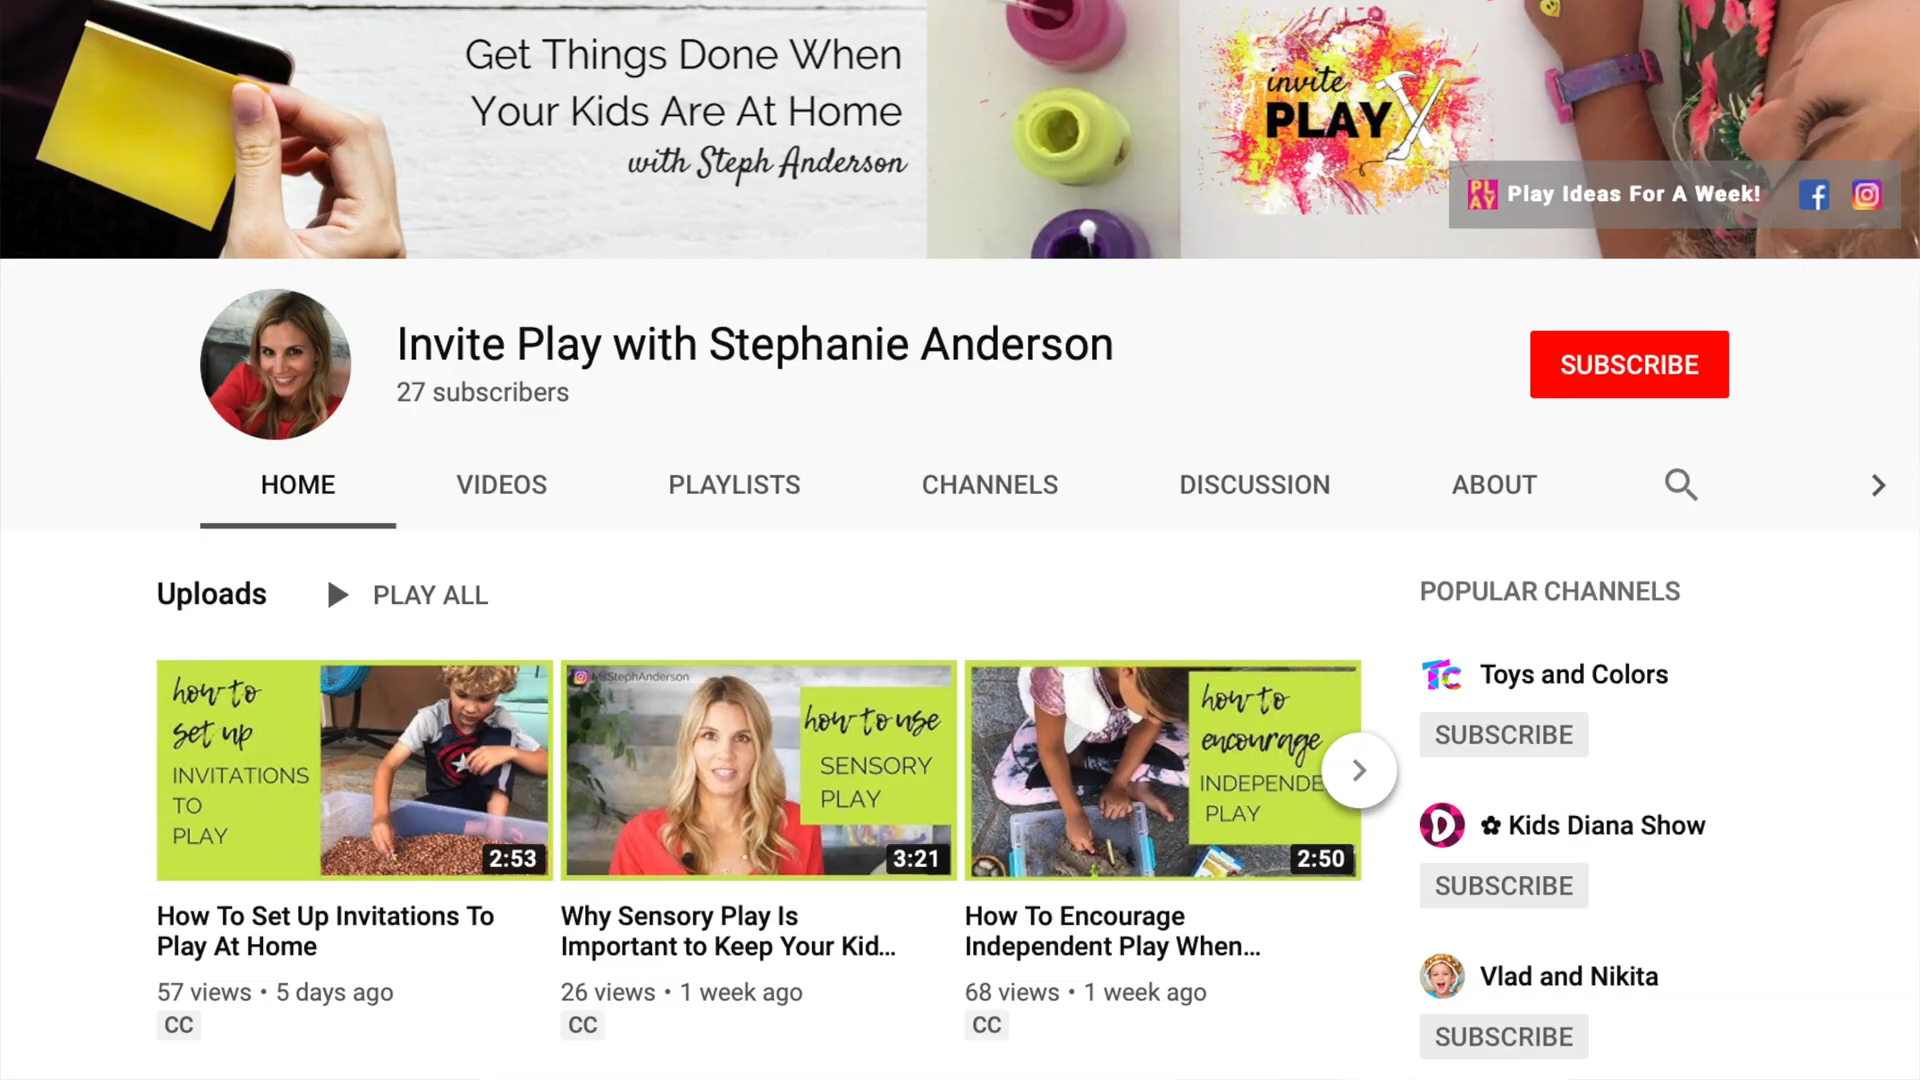 Get Things Done When
Your Kids Are At Home
with Steph Anderson
invite
PLAY
PL
AY
Play Ideas For A Week!
Invite Play with Stephanie Anderson
27 subscribers
SUBSCRIBE
HOME
VIDEOS
PLAYLISTS
CHANNELS
DISCUSSION
ABOUT
Uploads
PLAY ALL
how to
set up
INVITATIONS
TO
PLAY
2:53
MsStephAnderson
how to use
SENSORY
PLAY
3:21
how to
encourage
INDEPENDE
PLAY
2:50
How To Set Up Invitations To
Play At Home
57 views • 5 days ago
CC
Why Sensory Play Is
Important to Keep Your Kid...
26 views • 1 week ago
CC
How To Encourage
Independent Play When...
68 views • 1 week ago
CC
POPULAR CHANNELS
TC
Toys and Colors
SUBSCRIBE
D
✿ Kids Diana Show
SUBSCRIBE
Vlad and Nikita
SUBSCRIBE